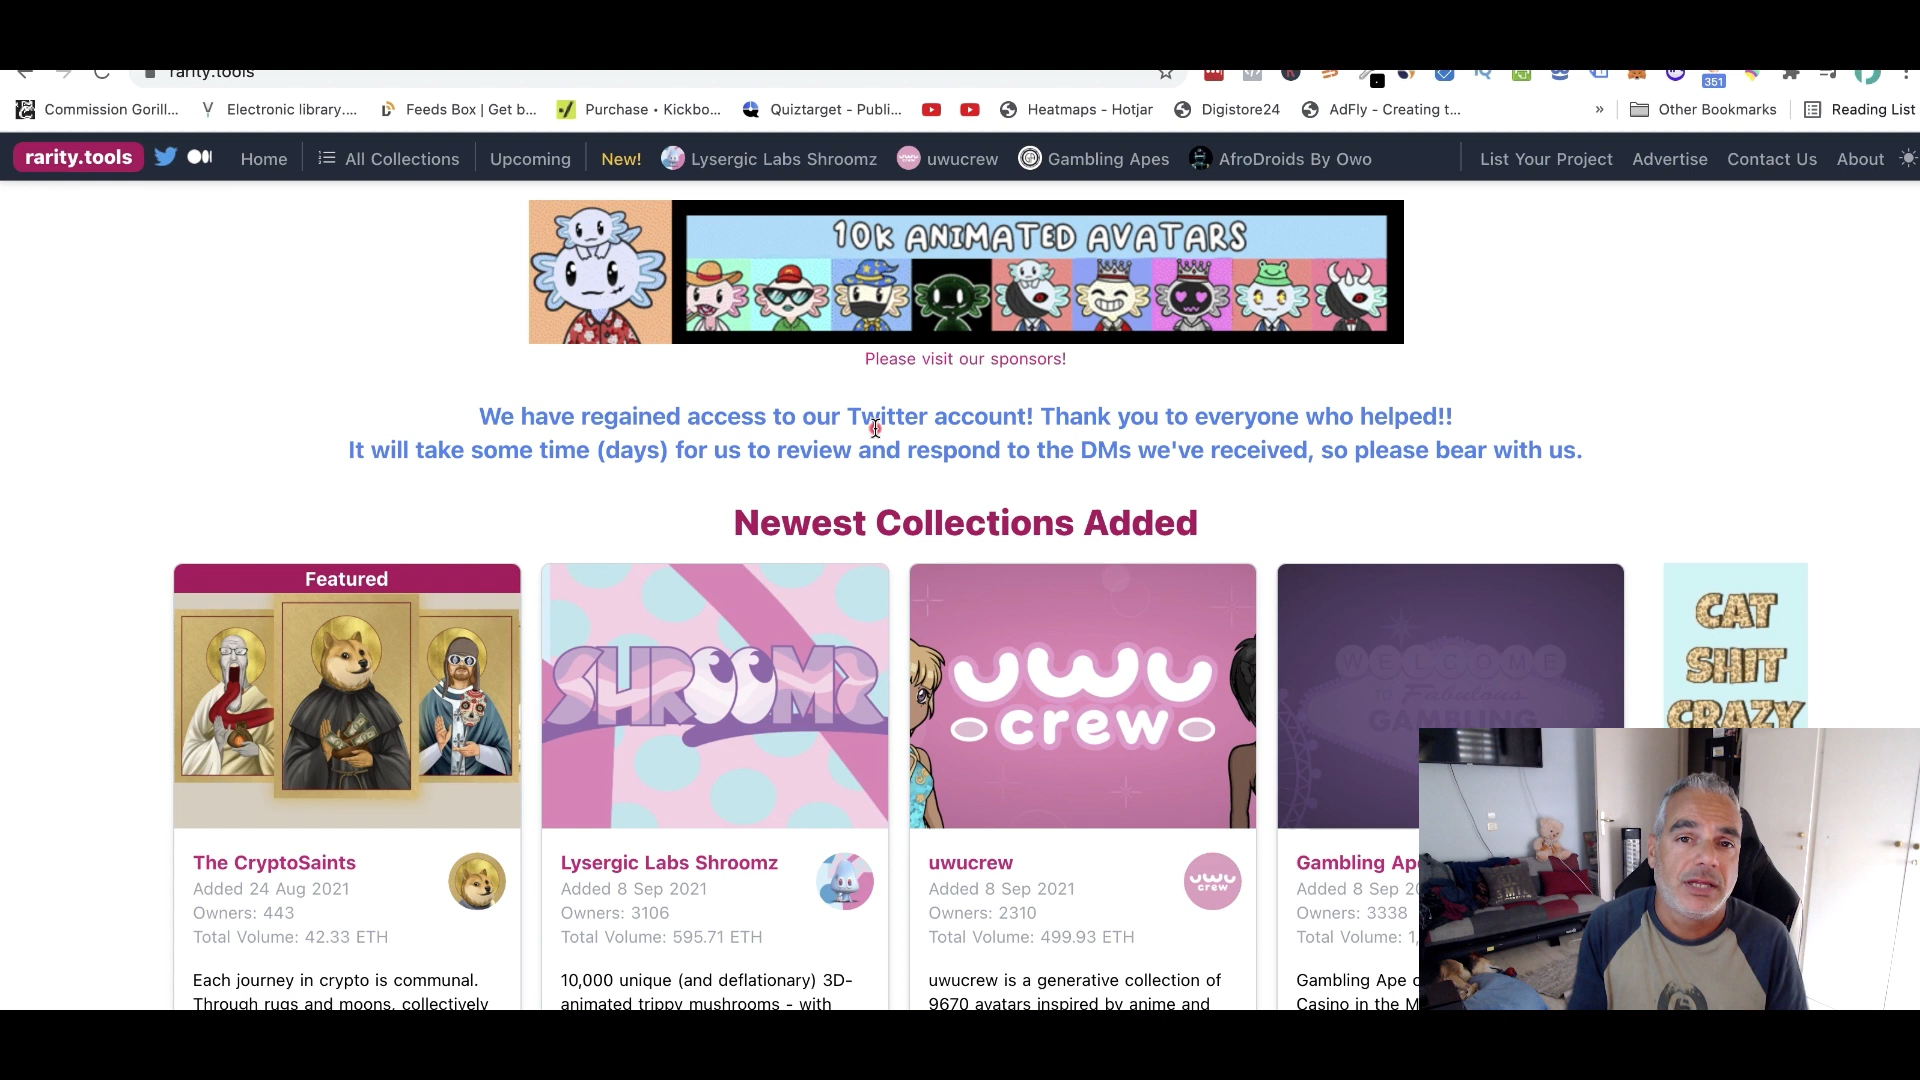 rarity.tools
351
Commission Gorill...
Electronic library....
Feeds Box | Get b...
Purchase • Kickbo...
Quiztarget - Publi...
Heatmaps - Hotjar
Digistore24
AdFly - Creating t...
»
Other Bookmarks
Reading List
rarity.tools
Home
All Collections
Upcoming
New!
Lysergic Labs Shroomz
uwucrew
Gambling Apes
AfroDroids By Owo
List Your Project
Advertise
Contact Us
About
10K ANIMATED AVATARS
Please visit our sponsors!
We have regained access to our Twitter account! Thank you to everyone who helped!!
It will take some time (days) for us to review and respond to the DMs we've received, so please bear with us.
Newest Collections Added
Featured
SHROOMZ
uwu
crew
WELCOME
to Fabulous
GAMBLING
CAT
SHIT
CRAZY
The CryptoSaints
Added 24 Aug 2021
Owners: 443
Total Volume: 42.33 ETH
Each journey in crypto is communal.
Through rugs and moons, collectively
Lysergic Labs Shroomz
Added 8 Sep 2021
Owners: 3106
Total Volume: 595.71 ETH
10,000 unique (and deflationary) 3D-
animated trippy mushrooms - with
uwucrew
Added 8 Sep 2021
Owners: 2310
Total Volume: 499.93 ETH
uwu
crew
uwucrew is a generative collection of
9670 avatars inspired by anime and
Gambling Ap
Added 8 Sep 20
Owners: 3338
Total Volume: 1,
Gambling Ape c
Casino in the M